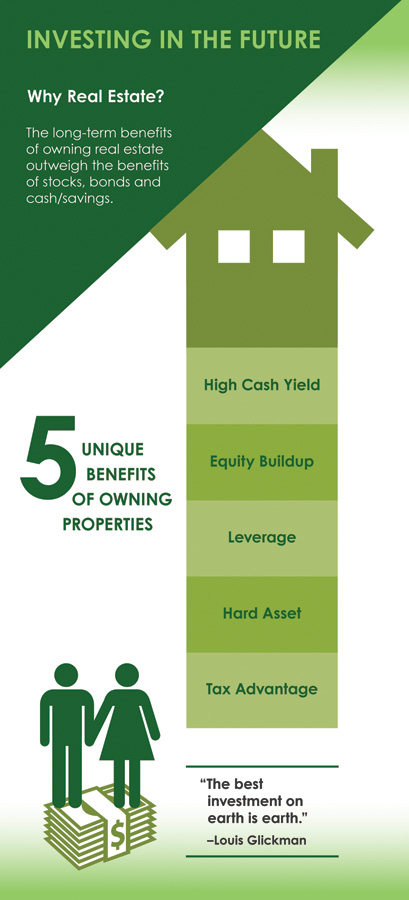 INVESTING IN THE FUTURE
Why Real Estate?
The long-term benefits
of owning real estate
outweigh the benefits
of stocks, bonds and
cash/savings.
5
UNIQUE
BENEFITS
OF OWNING
PROPERTIES
High Cash Yield
Equity Buildup
Leverage
Hard Asset
Tax Advantage
$
“The best
investment on
earth is earth.”
–Louis Glickman